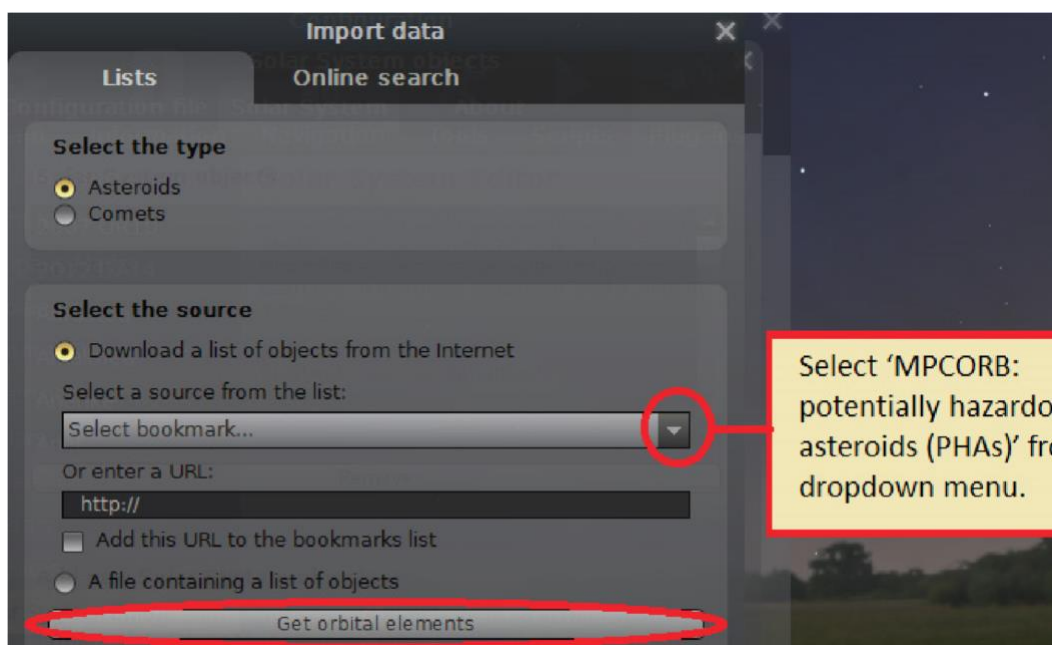 Import data
Lists
Online search
Select the type
Asteroids
Comets
Select the source
Download a list of objects from the Internet
Select a source from the list:
Select bookmark...
Or enter a URL:
http://
Add this URL to the bookmarks list
A file containing a list of objects
Get orbital elements
Select ‘MPCORB:
potentially hazardo
asteroids (PHAs)’ fro
dropdown menu.